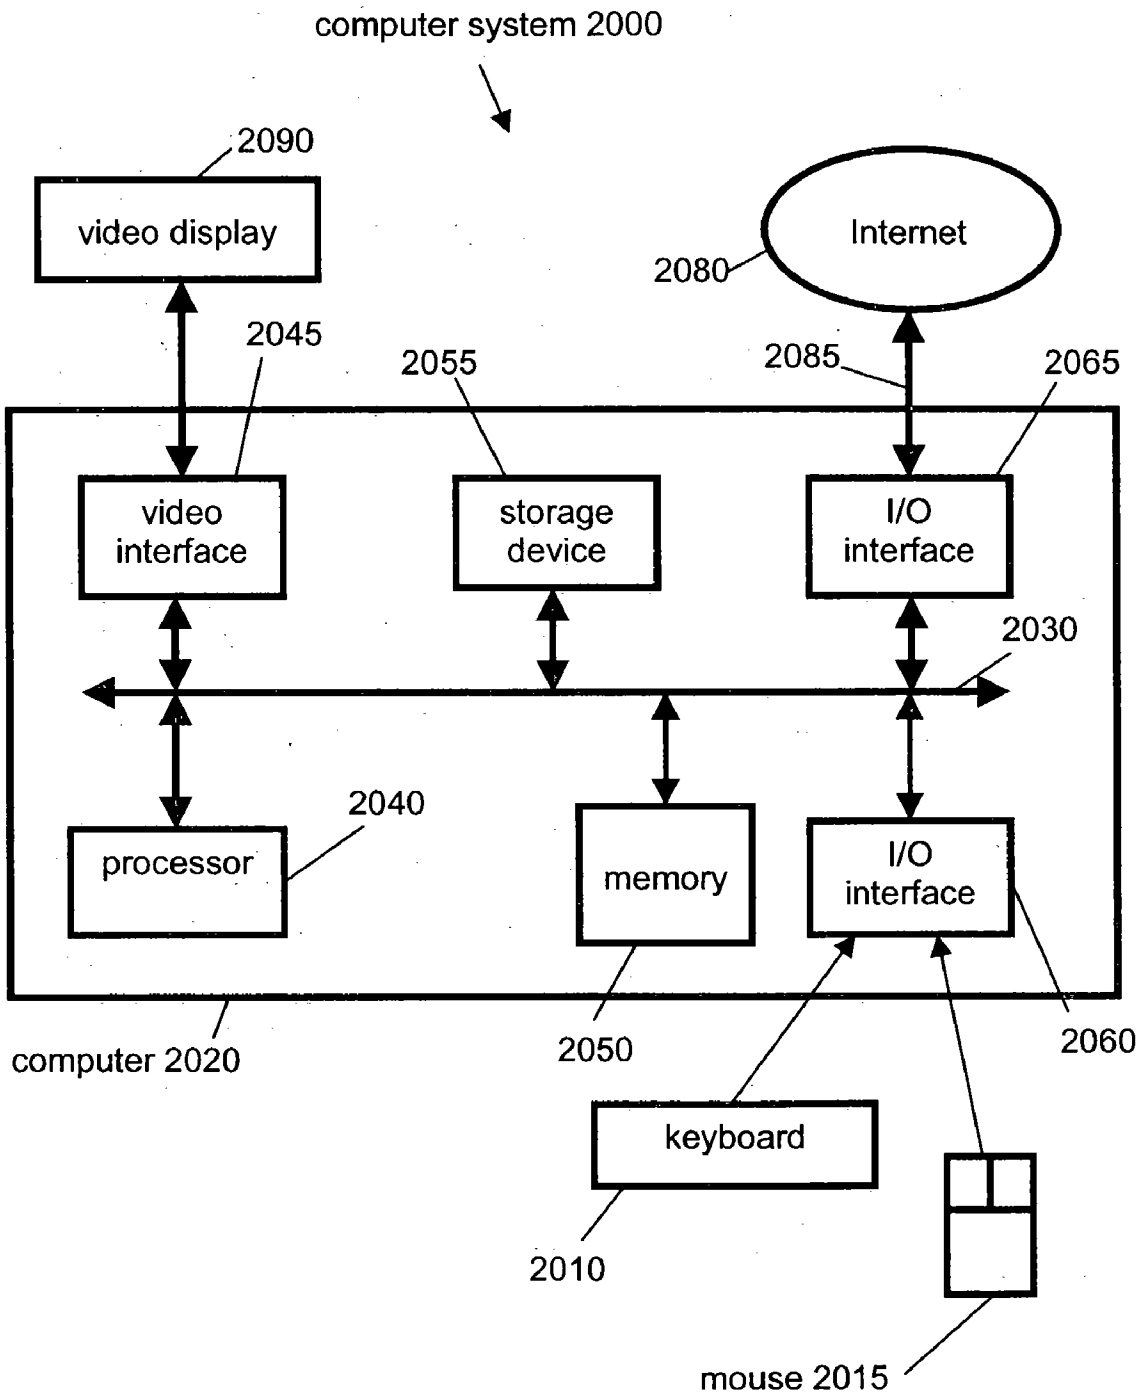 computer system 2000
2090
video display
Internet
2080
2045
2055
2085
2065
video
interface
storage
device
I/O
interface
2030
2040
processor
memory
I/O
interface
computer 2020
2050
2060
keyboard
2010
mouse 2015